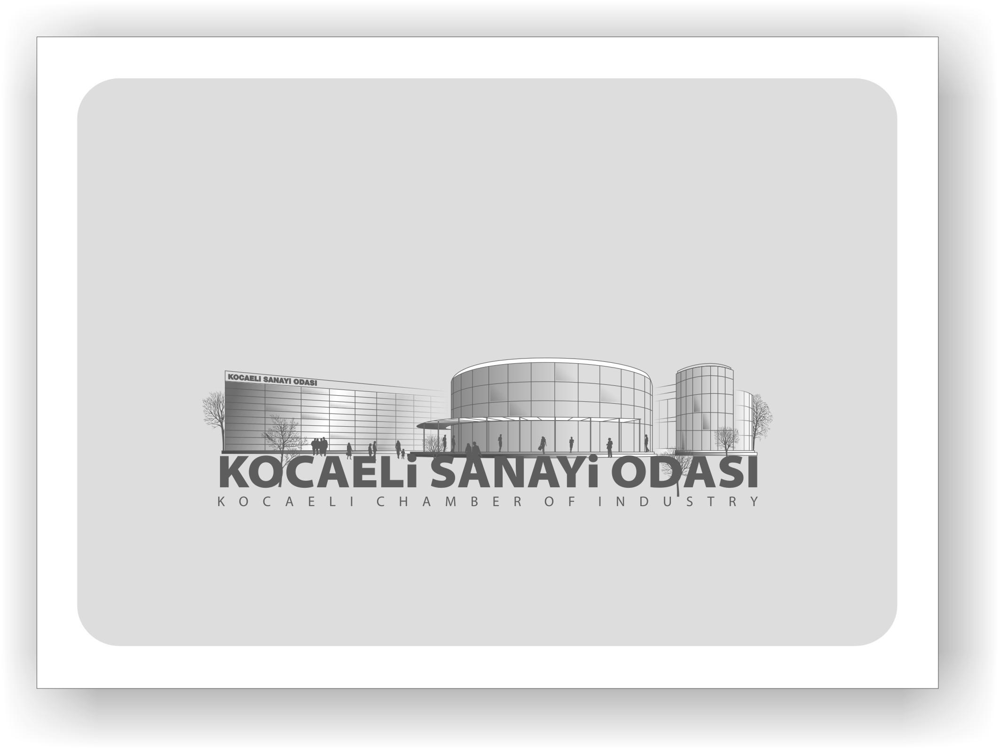 KOCAELİ SANAYİ ODASI
KOCAELi SANAYi ODASI
KOCAELI CHAMBER OF INDUSTRY